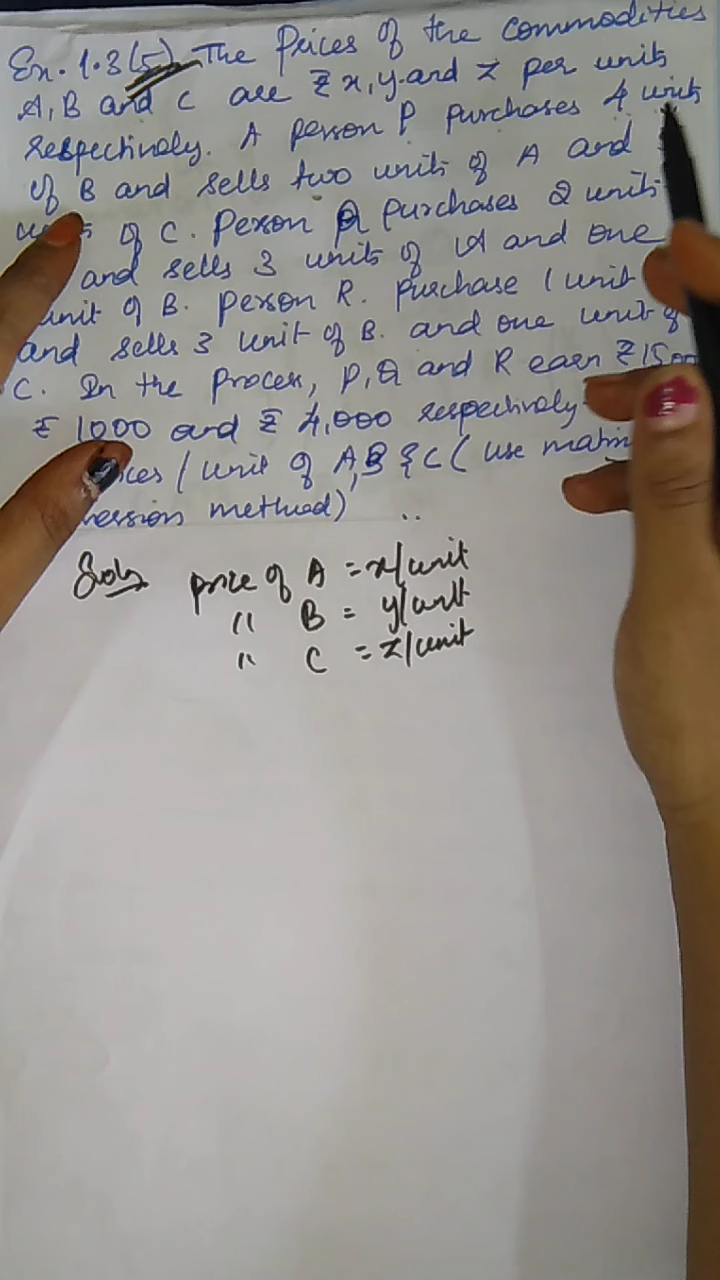 Ex. 1.3(5) The Prices of the commodities
A, B and C are ₹ x, y and z per units
respectively. A person P purchases 4 units
of B and sells two units of A and
of C. Person Q purchases 2 units
and sells 3 units of A and one
unit of B. person R. Purchase 1 unit
and sells 3 unit of B. and one unit of
C. In the process, P, Q and R earn ₹
₹ 1000 and ₹ 4,000 respectively
/ unit of A, B & C ( use
method)
Soln price of A = x/unit
" B = y/unit
" C = z/unit